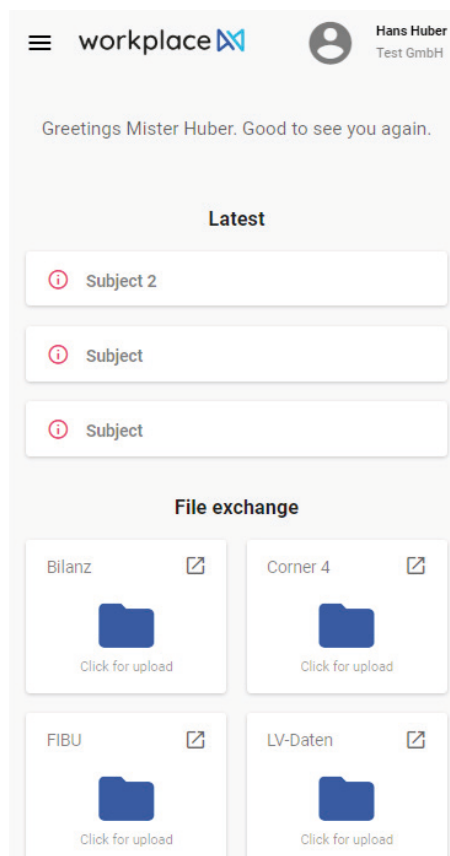 workplace
Hans Huber
Test GmbH
Greetings Mister Huber. Good to see you again.
Latest
Subject 2
Subject
Subject
File exchange
Bilanz
Click for upload
Corner 4
Click for upload
FIBU
Click for upload
LV-Daten
Click for upload